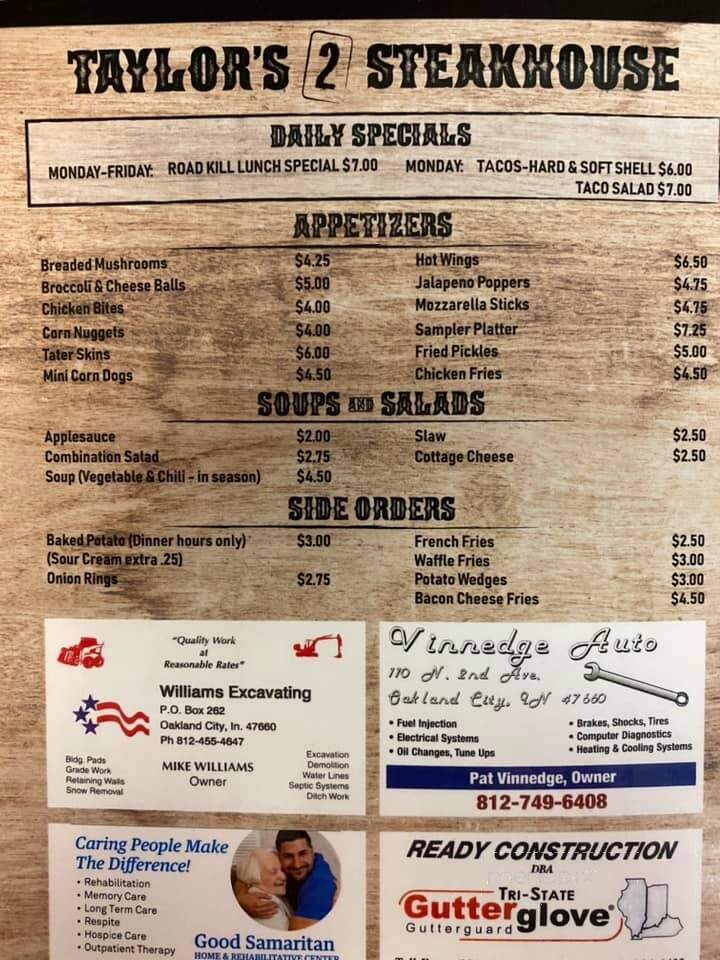 TAYLOR'S 2 STEAKHOUSE
DAILY SPECIALS
MONDAY-FRIDAY: ROAD KILL LUNCH SPECIAL $7.00 MONDAY: TACOS-HARD & SOFT SHELL $6.00
TACO SALAD $7.00
APPETIZERS
Breaded Mushrooms $4.25 Hot Wings $6.50
Broccoli & Cheese Balls $5.00 Jalapeno Poppers $4.75
Chicken Bites $4.00 Mozzarella Sticks $4.75
Corn Nuggets $4.00 Sampler Platter $7.25
Tater Skins $6.00 Fried Pickles $5.00
Mini Corn Dogs $4.50 Chicken Fries $4.50
SOUPS AND SALADS
Applesauce $2.00 Slaw $2.50
Combination Salad $2.75 Cottage Cheese $2.50
Soup (Vegetable & Chili - in season) $4.50
SIDE ORDERS
Baked Potato (Dinner hours only) $3.00 French Fries $2.50
(Sour Cream extra .25) Waffle Fries $3.00
Onion Rings $2.75 Potato Wedges $3.00
Bacon Cheese Fries $4.50
"Quality Work
at
Reasonable Rates"
Williams Excavating
P.O. Box 262
Oakland City, In. 47660
Ph 812-455-4647
MIKE WILLIAMS
Owner
Bldg. Pads
Grade Work
Retaining Walls
Snow Removal
Excavation
Demolition
Water Lines
Septic Systems
Ditch Work
Vinnedge Auto
110 N. 2nd Ave.
Oakland City, IN 47660
• Fuel Injection
• Electrical Systems
• Oil Changes, Tune Ups
• Brakes, Shocks, Tires
• Computer Diagnostics
• Heating & Cooling Systems
Pat Vinnedge, Owner
812-749-6408
Caring People Make
The Difference!
• Rehabilitation
• Memory Care
• Long Term Care
• Respite
• Hospice Care
• Outpatient Therapy
Good Samaritan
HOME & REHABILITATIVE CENTER
READY CONSTRUCTION
DBA
TRI-STATE
Gutterglove®
Gutterguard